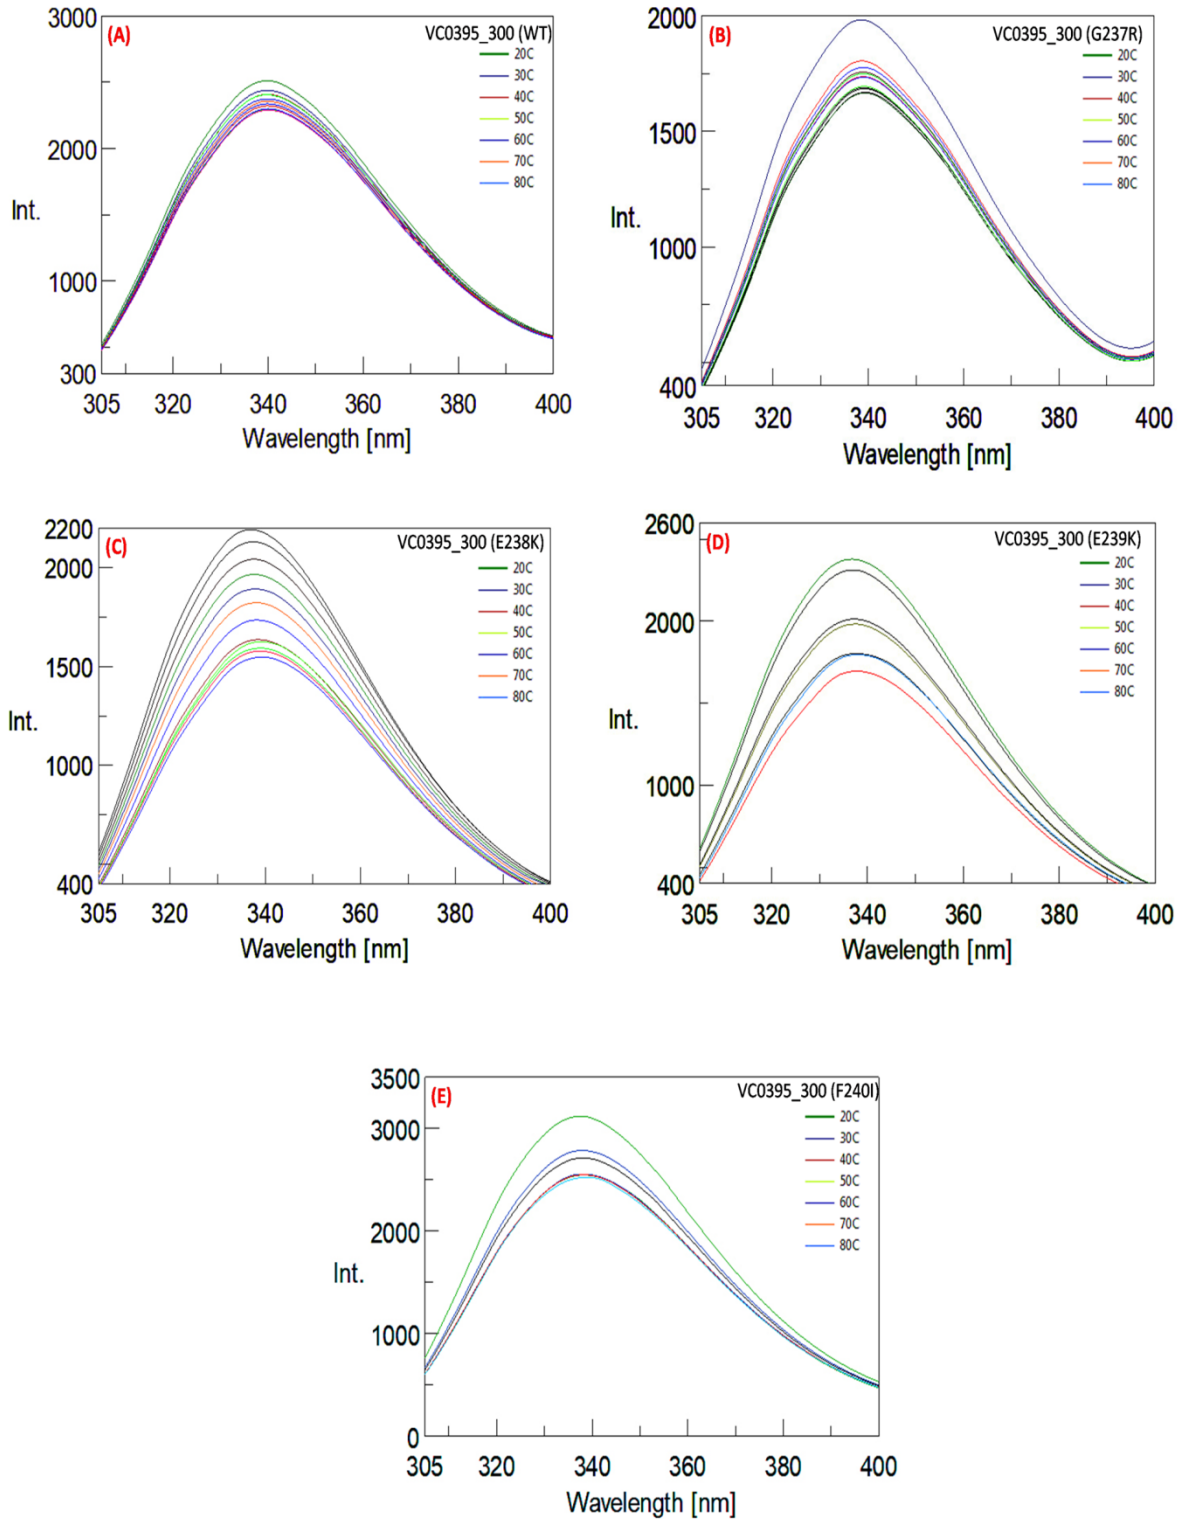 (A)
VC0395_300 (WT)
20C
30C
40C
50C
60C
70C
80C
3000
2000
1000
300
Int.
305 320 340 360 380 400
Wavelength [nm]
(B)
VC0395_300 (G237R)
20C
30C
40C
50C
60C
70C
80C
2000
1500
1000
400
Int.
305 320 340 360 380 400
Wavelength [nm]
(C)
VC0395_300 (E238K)
20C
30C
40C
50C
60C
70C
80C
2200
2000
1500
1000
400
Int.
305 320 340 360 380 400
Wavelength [nm]
(D)
VC0395_300 (E239K)
20C
30C
40C
50C
60C
70C
80C
2600
2000
1000
400
Int.
305 320 340 360 380 400
Wavelength [nm]
(E)
VC0395_300 (F240I)
20C
30C
40C
50C
60C
70C
80C
3500
3000
2000
1000
0
Int.
305 320 340 360 380 400
Wavelength [nm]